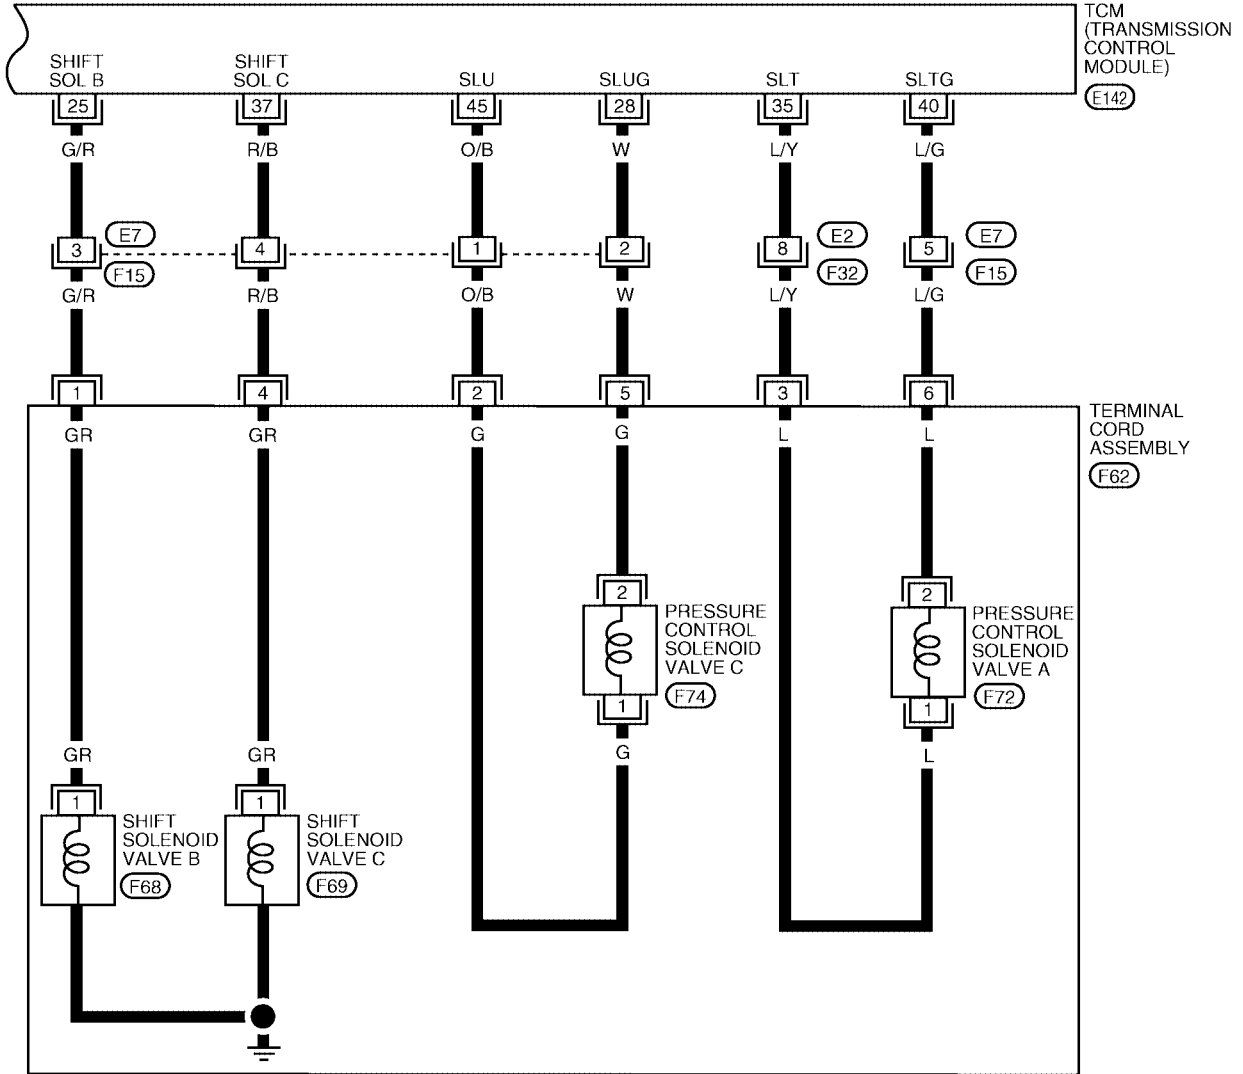 TCM
(TRANSMISSION
CONTROL
MODULE)
E142
SHIFT
SOL B
SHIFT
SOL C
SLU
SLUG
SLT
SLTG
25
37
45
28
35
40
G/R
R/B
O/B
W
L/Y
L/G
3
E7
F15
4
1
2
8
E2
F32
5
E7
F15
G/R
R/B
O/B
W
L/Y
L/G
1
4
2
5
3
6
TERMINAL
CORD
ASSEMBLY
F62
GR
GR
G
G
L
L
2
PRESSURE
CONTROL
SOLENOID
VALVE C
F74
1
G
2
PRESSURE
CONTROL
SOLENOID
VALVE A
F72
1
L
GR
GR
1
SHIFT
SOLENOID
VALVE B
F68
1
SHIFT
SOLENOID
VALVE C
F69